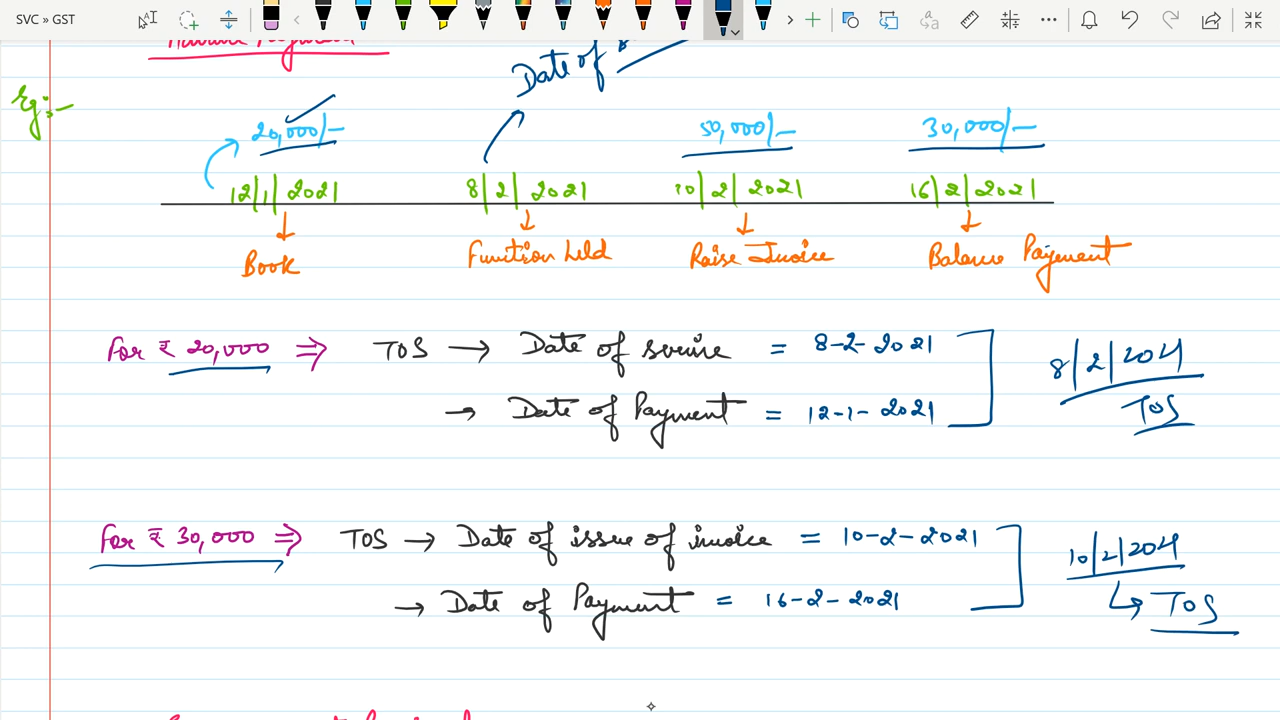 SVC » GST
Date of
Eg:-
20,000/- 50,000/- 30,000/-
12/1/2021 8/2/2021 10/2/2021 16/2/2021
Book Function held Raise Invoice Balance Payment
For ₹ 20,000 ⇒ TOS → Date of service = 8-2-2021
→ Date of Payment = 12-1-2021
8/2/2021
TOS
For ₹ 30,000 ⇒ TOS → Date of issue of invoice = 10-2-2021
→ Date of Payment = 16-2-2021
10/2/2021
↳ TOS